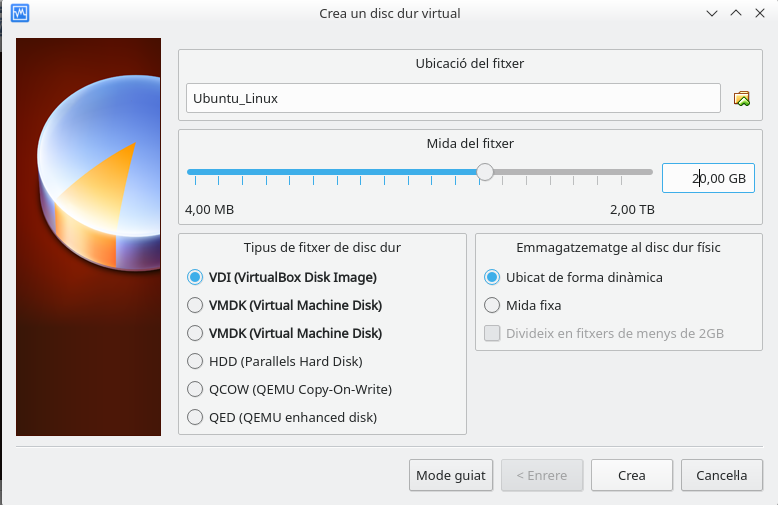 Crea un disc dur virtual
Ubicació del fitxer
Ubuntu_Linux
Mida del fitxer
20,00 GB
4,00 MB
2,00 TB
Tipus de fitxer de disc dur
VDI (VirtualBox Disk Image)
VMDK (Virtual Machine Disk)
VMDK (Virtual Machine Disk)
HDD (Parallels Hard Disk)
QCOW (QEMU Copy-On-Write)
QED (QEMU enhanced disk)
Emmagatzematge al disc dur físic
Ubicat de forma dinàmica
Mida fixa
Divideix en fitxers de menys de 2GB
Mode guiat
< Enrere
Crea
Canceŀla